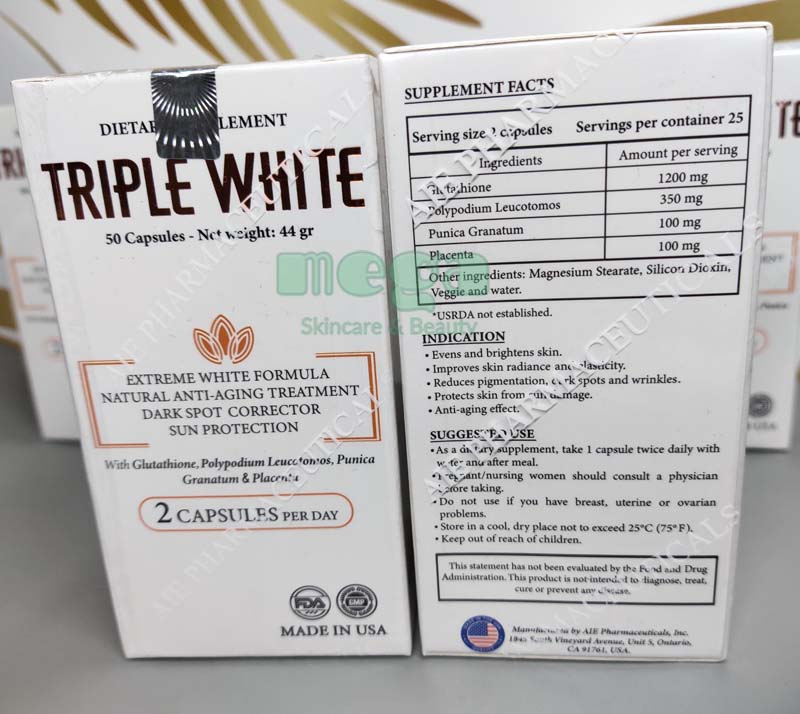 TRIPLE WHITE
50 Capsules - Net weight: 44 gr
EXTREME WHITE FORMULA
NATURAL ANTI-AGING TREATMENT
DARK SPOT CORRECTOR
SUN PROTECTION
With Glutathione, Polypodium Leucotomos, Punica
Granatum & Placenta
2 CAPSULES PER DAY
FDA
GMP
MADE IN USA
SUPPLEMENT FACTS
Serving size 2 capsules Servings per container 25
Ingredients Amount per serving
Glutathione 1200 mg
Polypodium Leucotomos 350 mg
Punica Granatum 100 mg
Placenta 100 mg
Other ingredients: Magnesium Stearate, Silicon Dioxin,
Veggie and water.
*USRDA not established.
INDICATION
• Evens and brightens skin.
• Improves skin radiance and elasticity.
• Reduces pigmentation, dark spots and wrinkles.
• Protects skin from sun damage.
• Anti-aging effect.
SUGGESTED USE
• As a dietary supplement, take 1 capsule twice daily with
water and after meal.
• Pregnant/nursing women should consult a physician
before taking.
• Do not use if you have breast, uterine or ovarian
problems.
• Store in a cool, dry place not to exceed 25°C (75°F).
• Keep out of reach of children.
This statement has not been evaluated by the Food and Drug
Administration. This product is not intended to diagnose, treat,
cure or prevent any disease.
Manufactured by AIE Pharmaceuticals, Inc.
South Vineyard Avenue, Unit 5, Ontario,
CA 91761, USA.
mega
Skincare & Beauty
AIE PHARMACEUTICALS